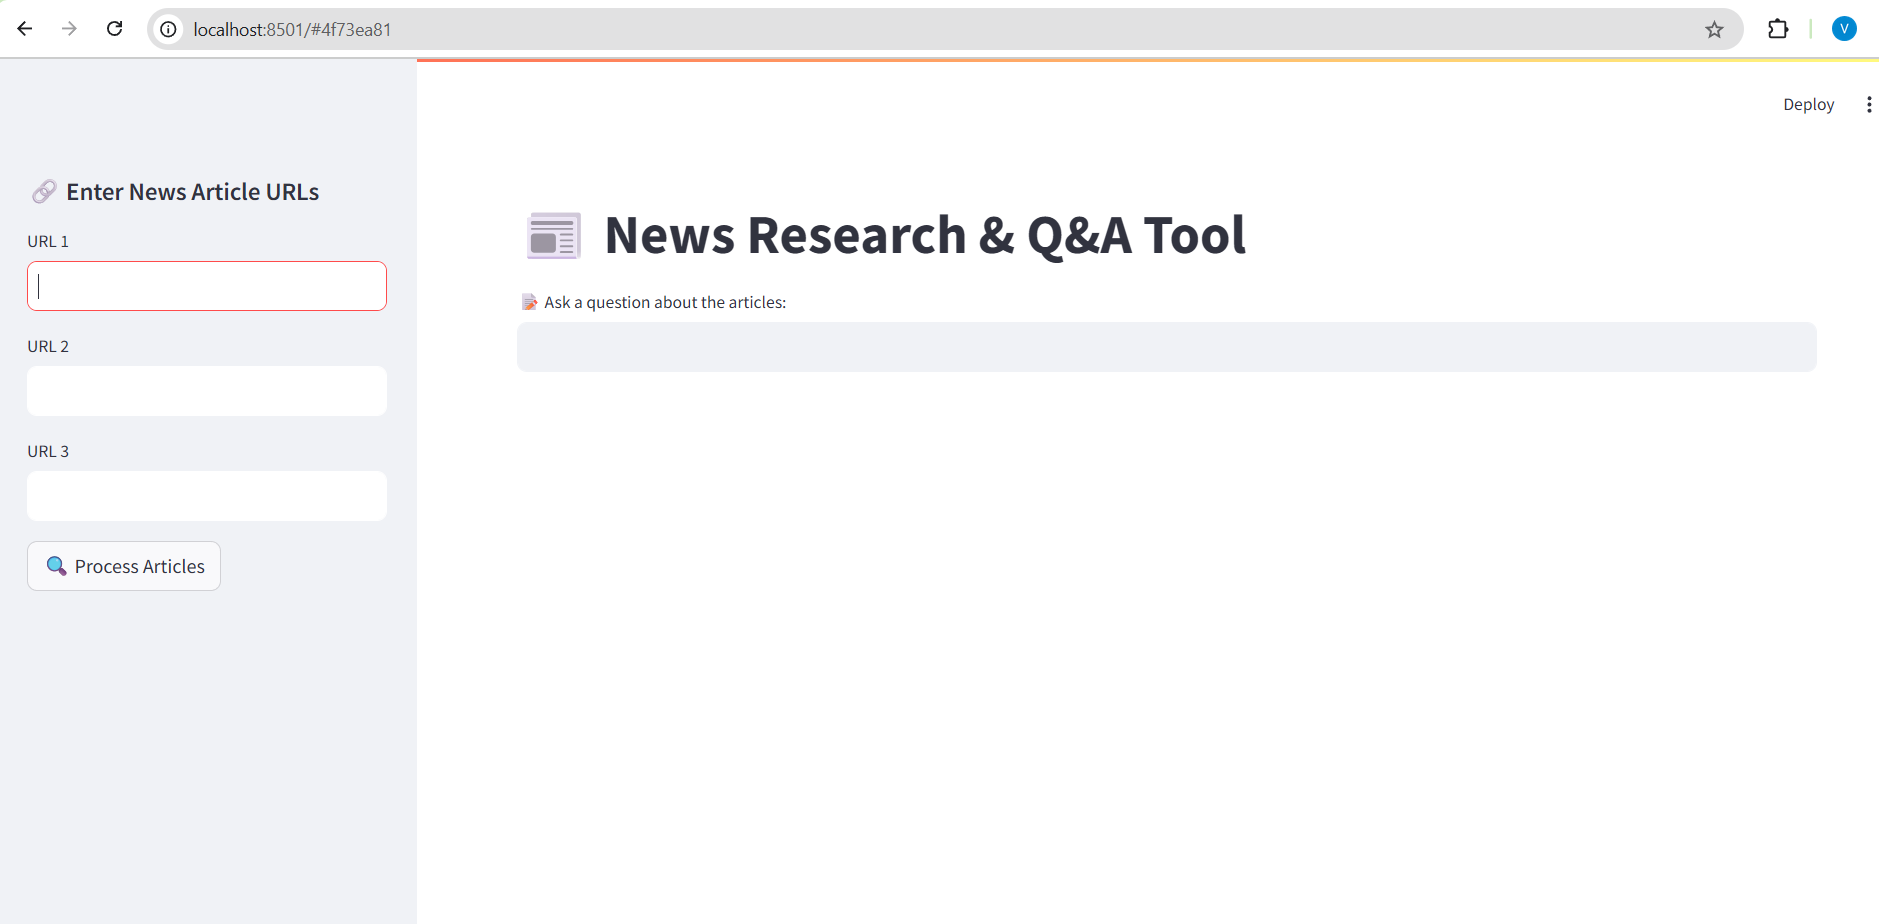 localhost:8501/#4f73ea81
V
Deploy
🔗 Enter News Article URLs
URL 1
URL 2
URL 3
🔍 Process Articles
📰 News Research & Q&A Tool
📝 Ask a question about the articles: